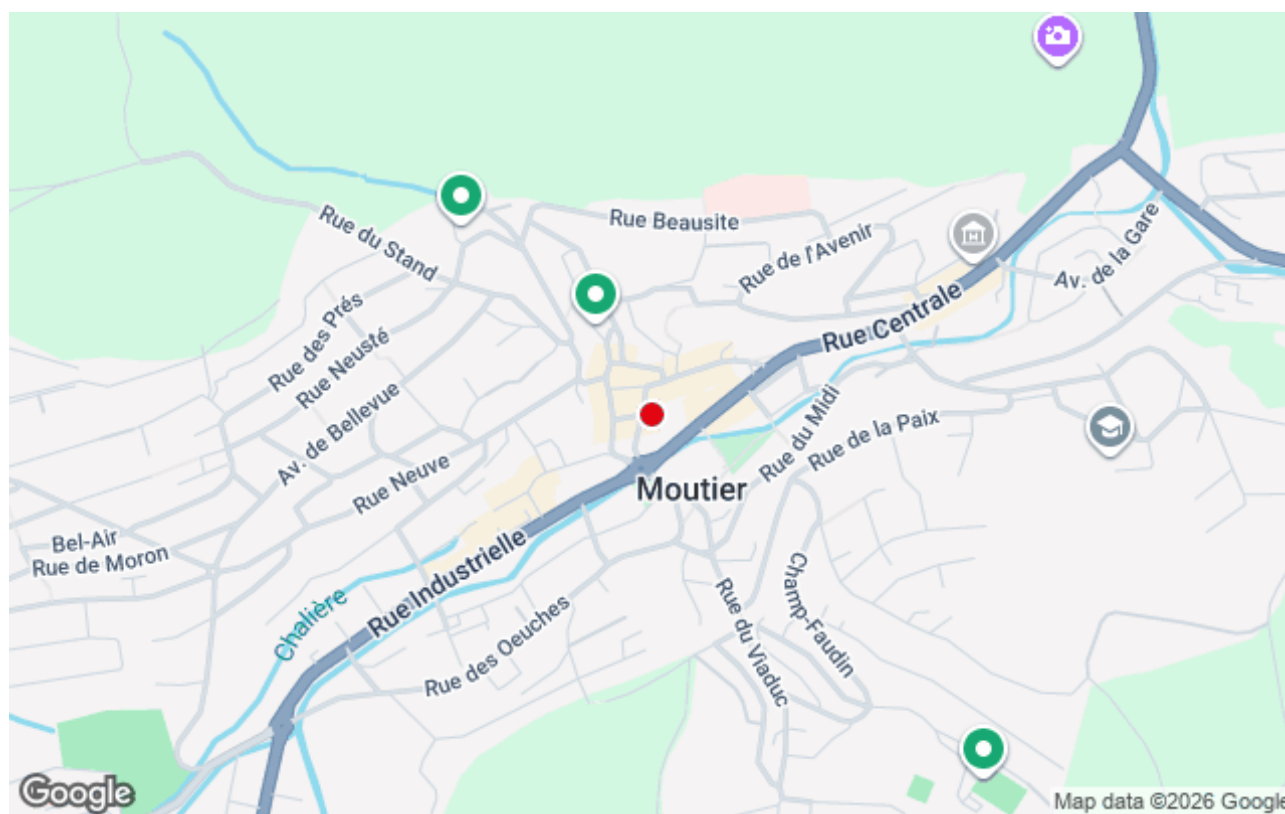 Rue du Stand
Rue Beausite
Rue de l'Avenir
Av. de la Gare
Rue Centrale
Rue des Prés
Rue Neusté
Av. de Bellevue
Rue Neuve
Rue du Midi
Rue de la Paix
Moutier
Bel-Air
Rue de Moron
Chalière
Rue Industrielle
Rue des Oeuches
Rue du Viaduc
Champ-Faudin
Google
Map data ©2026 Google